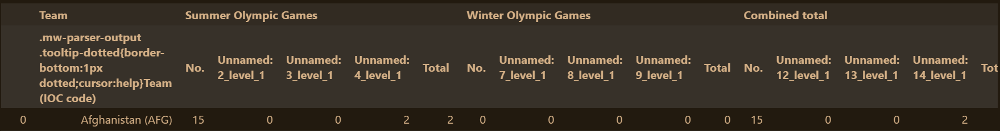 Team Summer Olympic Games Winter Olympic Games Combined total
.mw-parser-output
.tooltip-dotted{border-
bottom:1px
dotted;cursor:help}Team
(IOC code)
No. Unnamed: 2_level_1 Unnamed: 3_level_1 Unnamed: 4_level_1 Total No. Unnamed: 7_level_1 Unnamed: 8_level_1 Unnamed: 9_level_1 Total No. Unnamed: 12_level_1 Unnamed: 13_level_1 Unnamed: 14_level_1 Tot
0 Afghanistan (AFG) 15 0 0 2 2 0 0 0 0 0 15 0 0 2